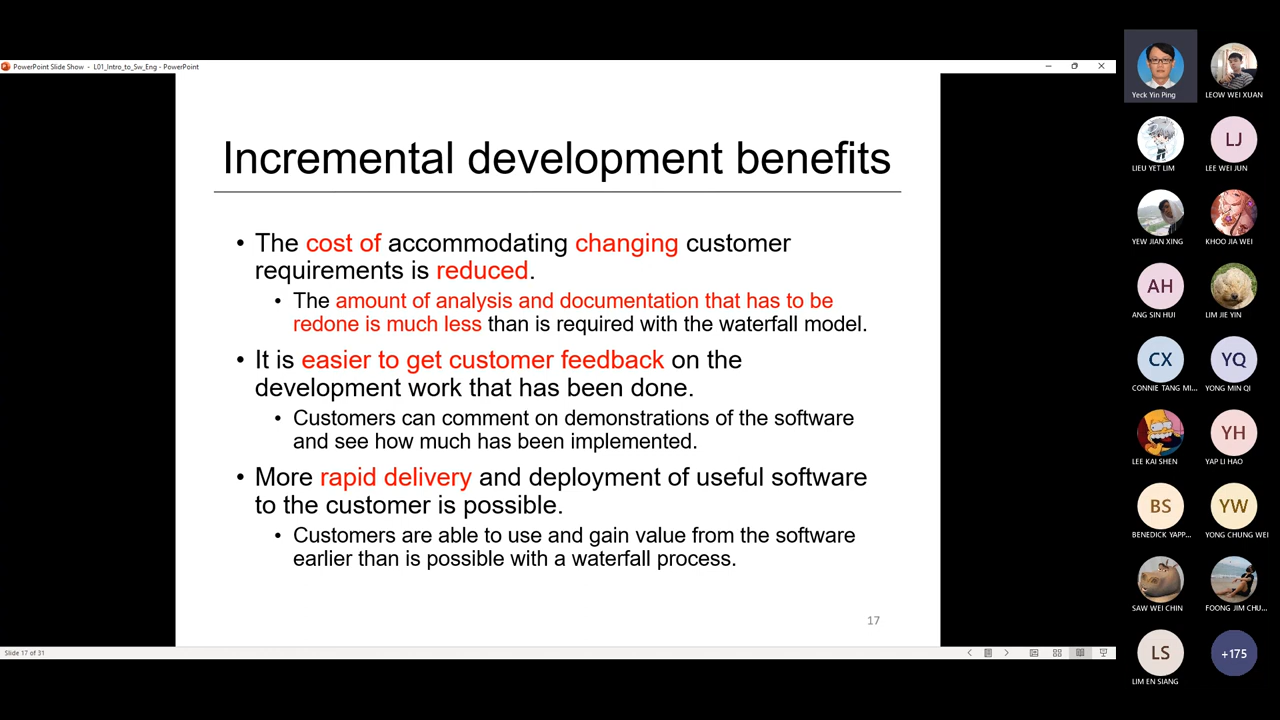 PowerPoint Slide Show - L01_Intro_to_Sw_Eng - PowerPoint
Incremental development benefits
• The cost of accommodating changing customer
requirements is reduced.
• The amount of analysis and documentation that has to be
redone is much less than is required with the waterfall model.
• It is easier to get customer feedback on the
development work that has been done.
• Customers can comment on demonstrations of the software
and see how much has been implemented.
• More rapid delivery and deployment of useful software
to the customer is possible.
• Customers are able to use and gain value from the software
earlier than is possible with a waterfall process.
17
Slide 17 of 31
Yeck Yin Ping
LEOW WEI XUAN
LIEU YET LIM
LJ
LEE WEI JUN
YEW JIAN XING
KHOO JIA WEI
AH
ANG SIN HUI
LIM JIE YIN
CX
CONNIE TANG MI...
YQ
YONG MIN QI
LEE KAI SHEN
YH
YAP LI HAO
BS
BENEDICK YAPP...
YW
YONG CHUNG WEI
SAW WEI CHIN
FOONG JIM CHU...
LS
LIM EN SIANG
+175